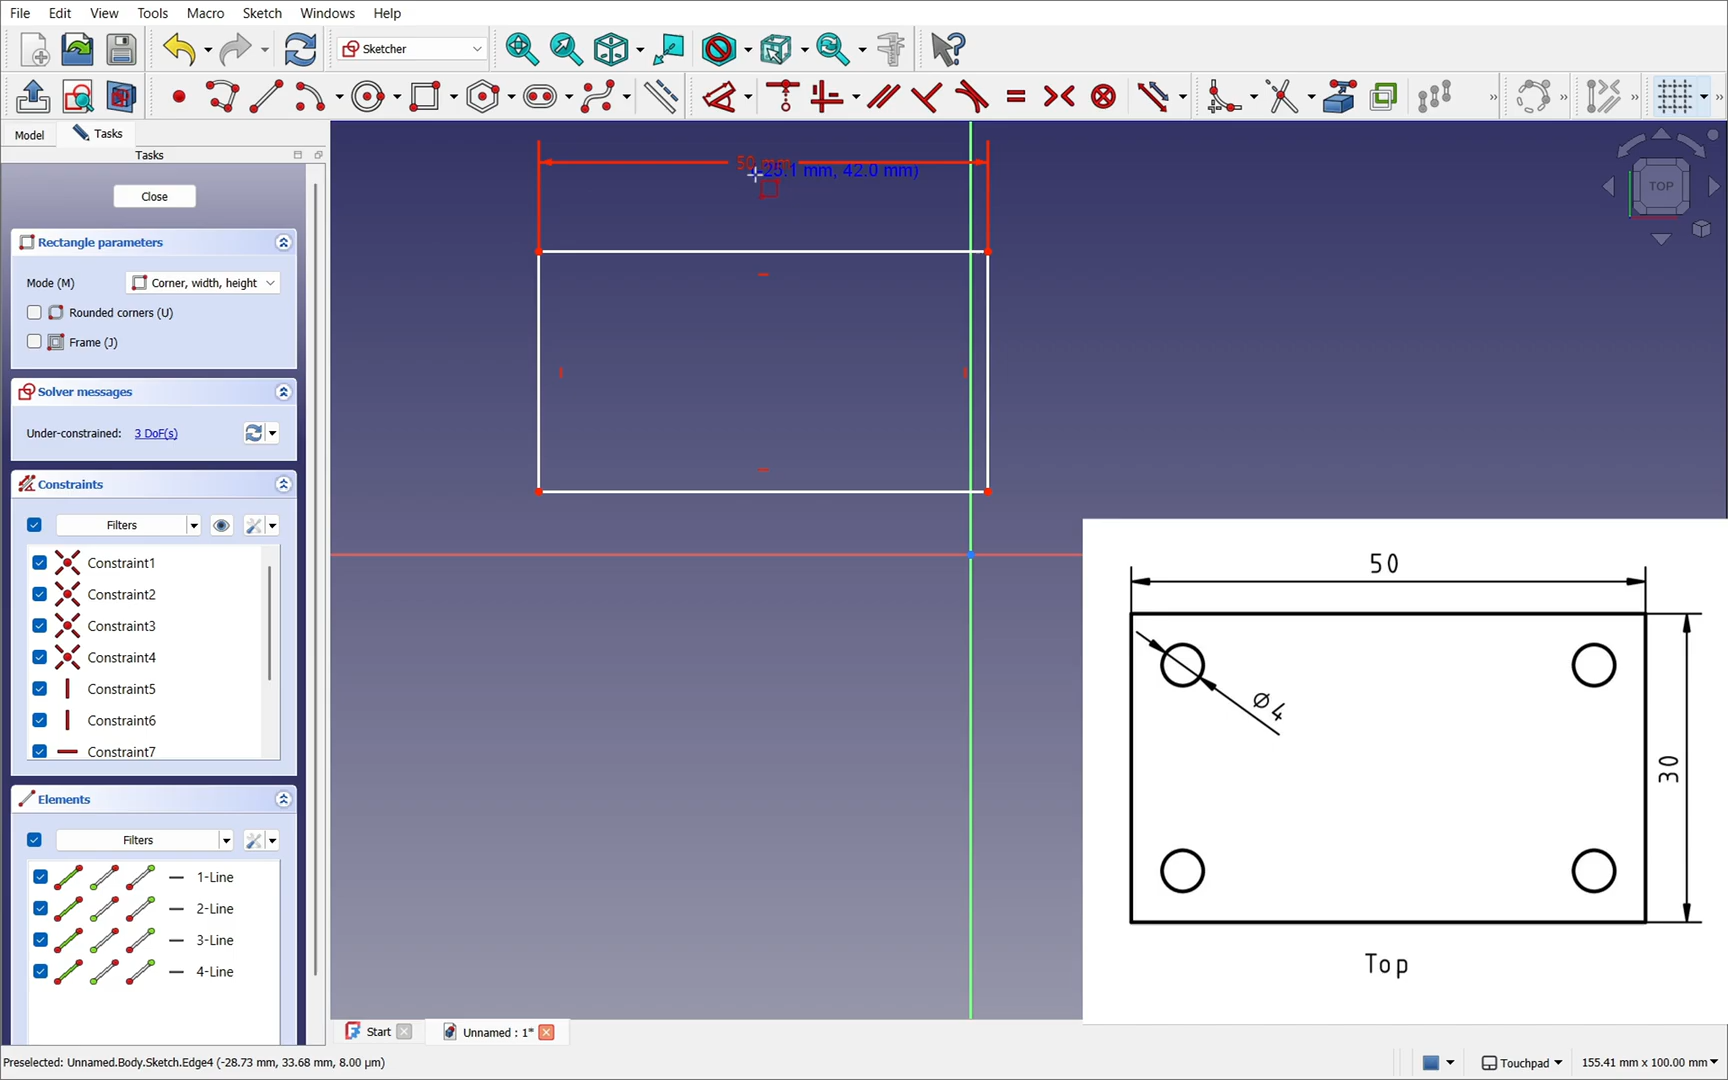 File Edit View Tools Macro Sketch Windows Help
Sketcher
Model Tasks
Tasks
Close
Rectangle parameters
Mode (M) Corner, width, height
Rounded corners (U)
Frame (J)
Solver messages
Under-constrained: 3 DoF(s)
Constraints
Filters
Constraint1
Constraint2
Constraint3
Constraint4
Constraint5
Constraint6
Constraint7
Elements
Filters
1-Line
2-Line
3-Line
4-Line
50
25.1 mm, 42.0 mm)
TOP
50
Ø4
30
Top
Start Unnamed : 1*
Preselected: Unnamed.Body.Sketch.Edge4 (-28.73 mm, 33.68 mm, 8.00 µm)
Touchpad 155.41 mm x 100.00 mm